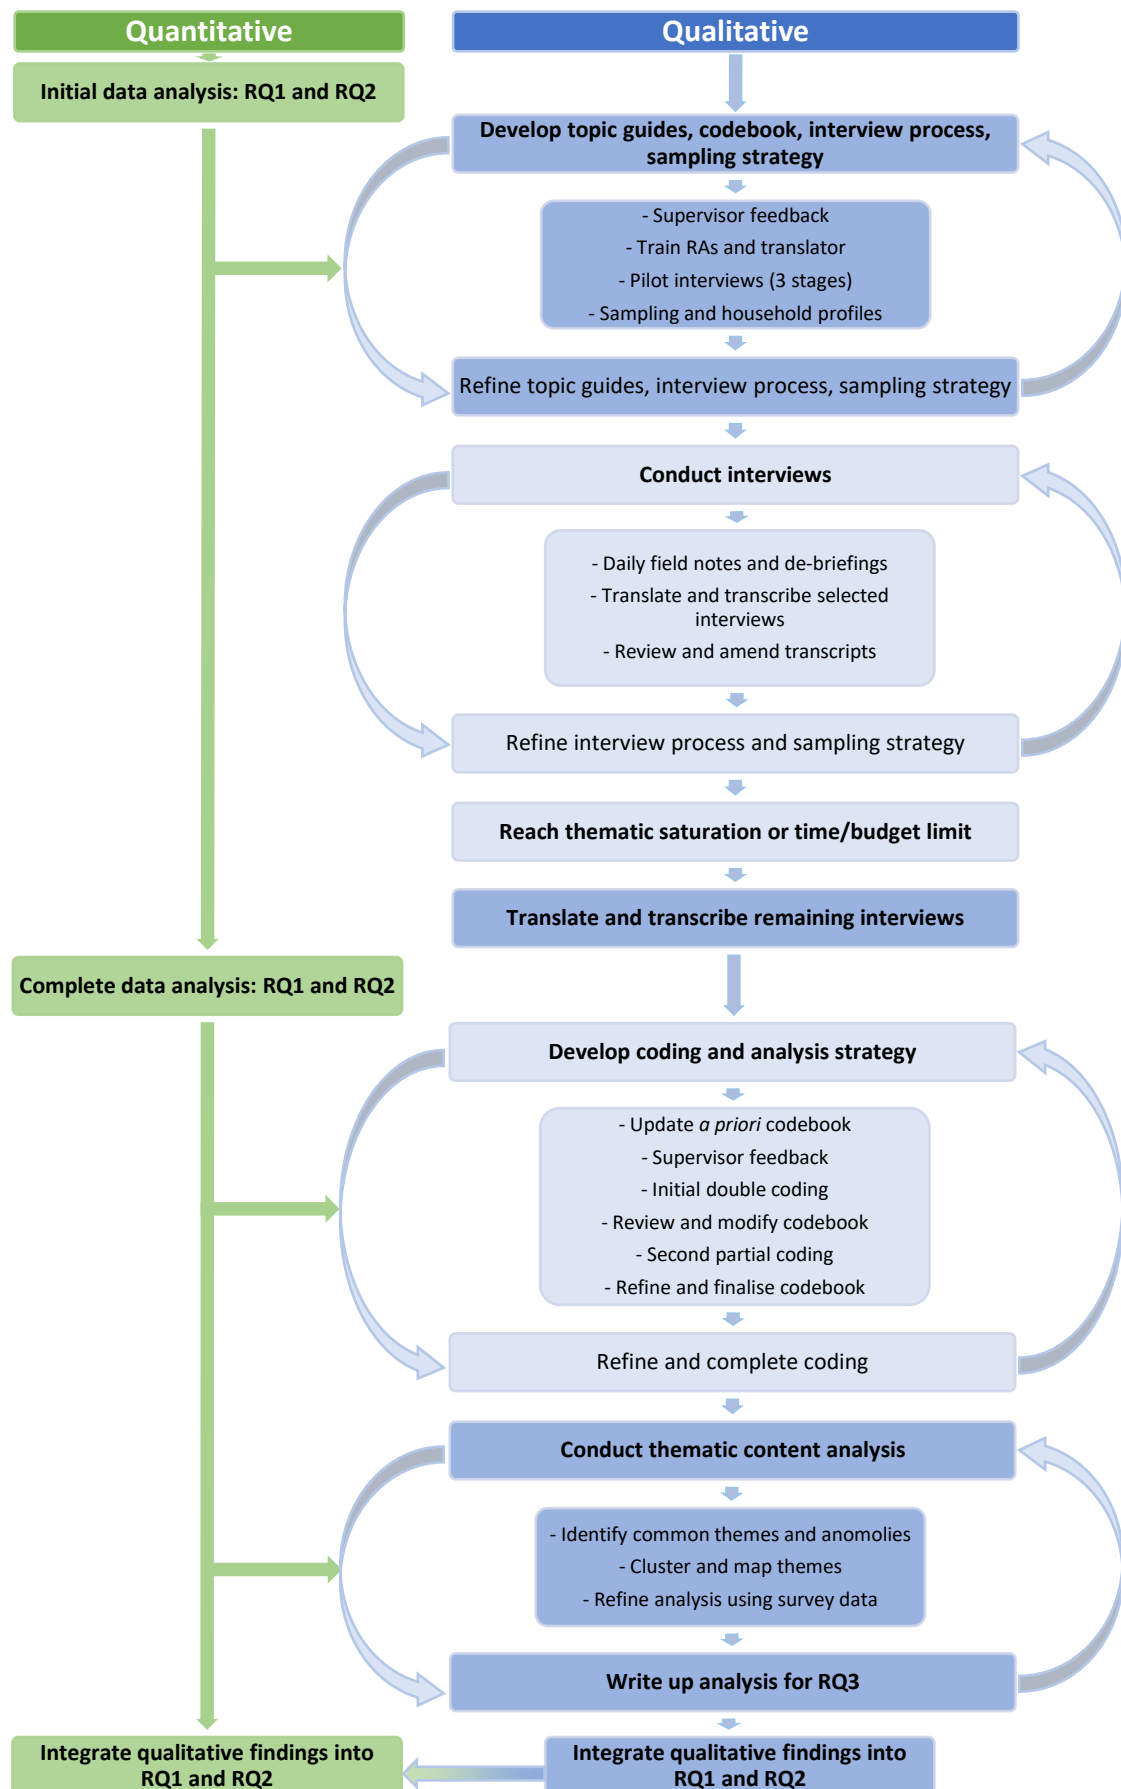 Quantitative
Qualitative
Initial data analysis: RQ1 and RQ2
Develop topic guides, codebook, interview process,
sampling strategy
- Supervisor feedback
- Train RAs and translator
- Pilot interviews (3 stages)
- Sampling and household profiles
Refine topic guides, interview process, sampling strategy
Conduct interviews
- Daily field notes and de-briefings
- Translate and transcribe selected
interviews
- Review and amend transcripts
Refine interview process and sampling strategy
Reach thematic saturation or time/budget limit
Translate and transcribe remaining interviews
Complete data analysis: RQ1 and RQ2
Develop coding and analysis strategy
- Update a priori codebook
- Supervisor feedback
- Initial double coding
- Review and modify codebook
- Second partial coding
- Refine and finalise codebook
Refine and complete coding
Conduct thematic content analysis
- Identify common themes and anomolies
- Cluster and map themes
- Refine analysis using survey data
Write up analysis for RQ3
Integrate qualitative findings into
RQ1 and RQ2
Integrate qualitative findings into
RQ1 and RQ2